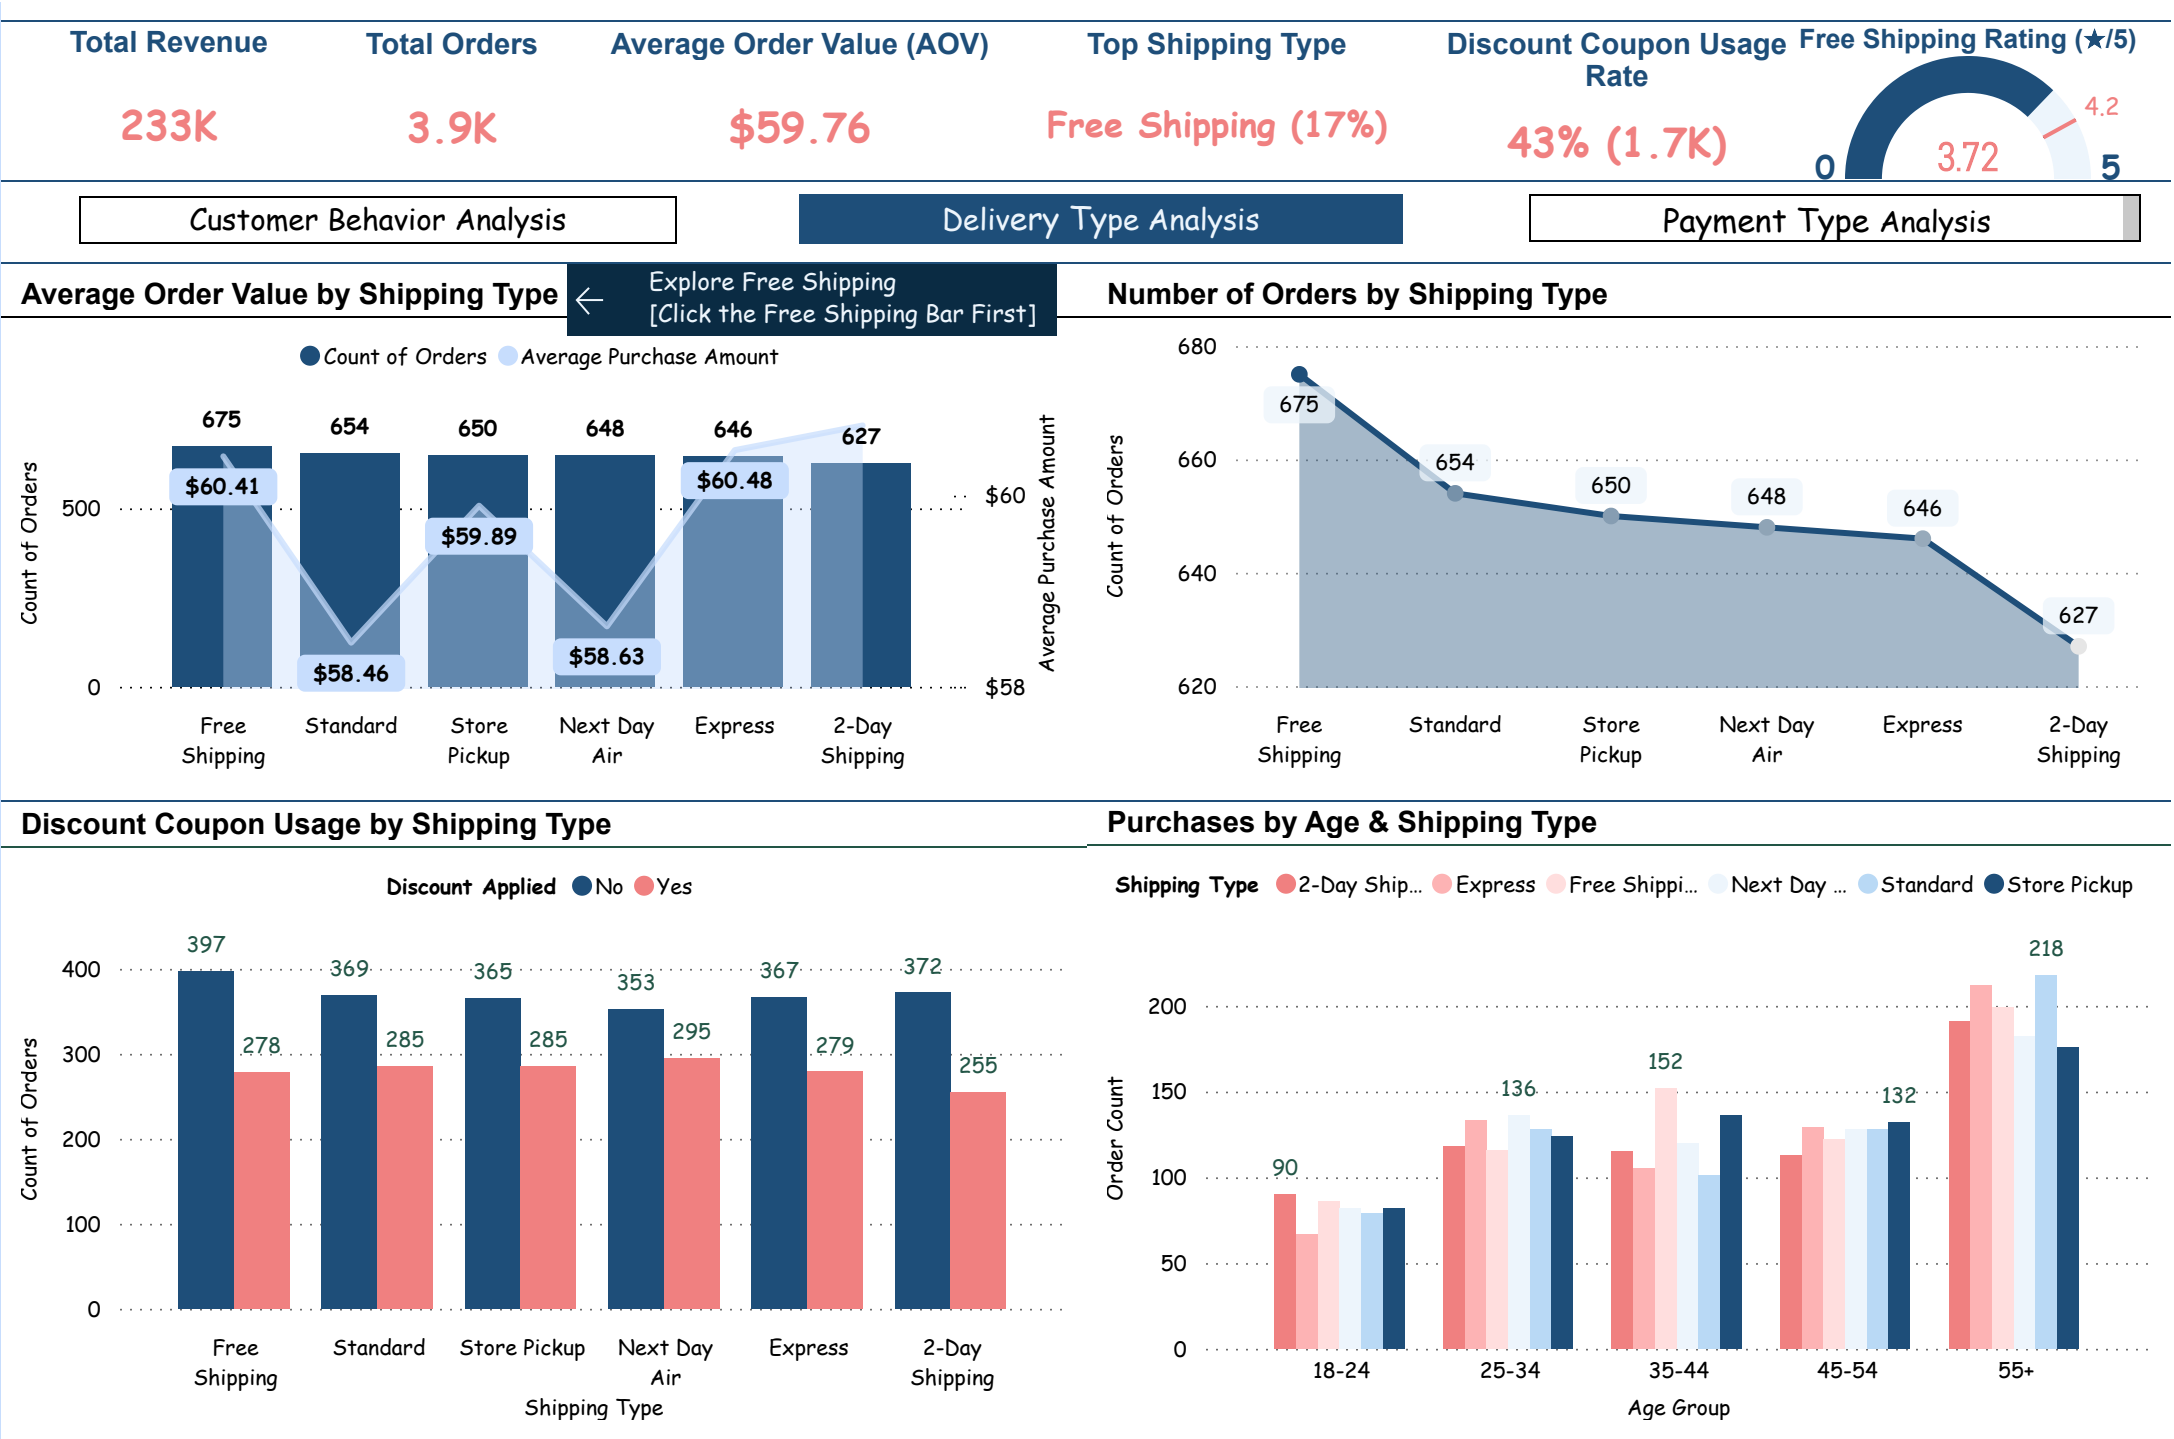 Total Revenue
Total Orders
Average Order Value (AOV)
Top Shipping Type
Discount Coupon Usage
Rate
Free Shipping Rating (★/5)
233K
3.9K
$59.76
Free Shipping (17%)
43% (1.7K)
0
3.72
4.2
5
Customer Behavior Analysis
Delivery Type Analysis
Payment Type Analysis
Average Order Value by Shipping Type
Explore Free Shipping
[Click the Free Shipping Bar First]
Count of Orders
Average Purchase Amount
675
654
650
648
646
627
$60.41
$58.46
$59.89
$58.63
$60.48
500
0
$60
$58
Count of Orders
Average Purchase Amount
Free
Shipping
Standard
Store
Pickup
Next Day
Air
Express
2-Day
Shipping
Number of Orders by Shipping Type
680
660
640
620
Count of Orders
675
654
650
648
646
627
Free
Shipping
Standard
Store
Pickup
Next Day
Air
Express
2-Day
Shipping
Discount Coupon Usage by Shipping Type
Discount Applied No Yes
400
300
200
100
0
Count of Orders
397
278
369
285
365
285
353
295
367
279
372
255
Free
Shipping
Standard
Store Pickup
Next Day
Air
Express
2-Day
Shipping
Shipping Type
Purchases by Age & Shipping Type
Shipping Type 2-Day Ship... Express Free Shippi... Next Day ... Standard Store Pickup
200
150
100
50
0
Order Count
90
136
152
132
218
18-24
25-34
35-44
45-54
55+
Age Group